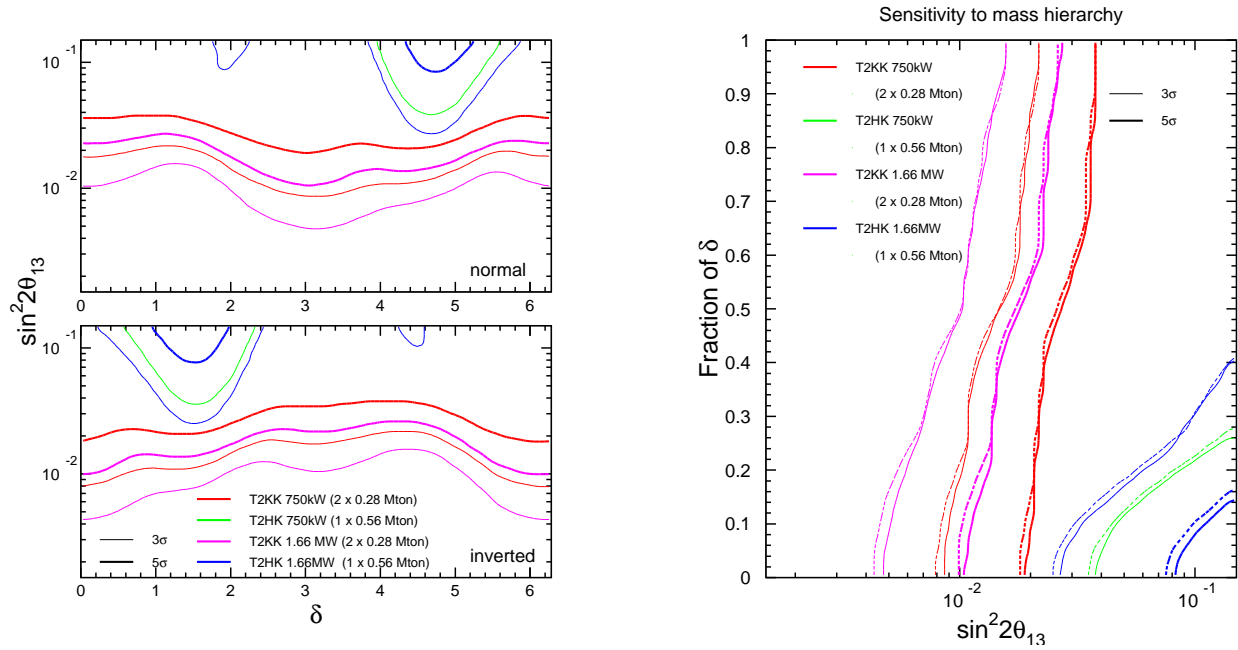 10⁻¹
10⁻²
normal
0 1 2 3 4 5 6
sin²2θ₁₃
10⁻¹
10⁻²
T2KK 750kW (2 x 0.28 Mton)
T2HK 750kW (1 x 0.56 Mton)
3σ T2KK 1.66 MW (2 x 0.28 Mton)
5σ T2HK 1.66MW (1 x 0.56 Mton)
inverted
0 1 2 3 4 5 6
δ
Sensitivity to mass hierarchy
Fraction of δ
1
0.9
0.8
0.7
0.6
0.5
0.4
0.3
0.2
0.1
0
T2KK 750kW
(2 x 0.28 Mton)
T2HK 750kW
(1 x 0.56 Mton)
T2KK 1.66 MW
(2 x 0.28 Mton)
T2HK 1.66MW
(1 x 0.56 Mton)
3σ
5σ
10⁻² 10⁻¹
sin²2θ₁₃